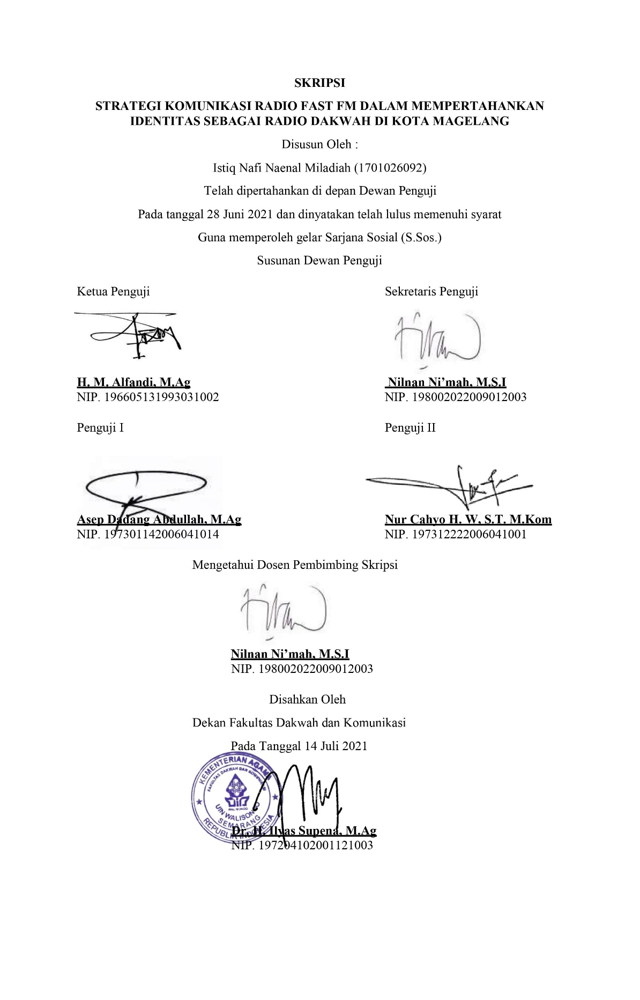 SKRIPSI
STRATEGI KOMUNIKASI RADIO FAST FM DALAM MEMPERTAHANKAN
IDENTITAS SEBAGAI RADIO DAKWAH DI KOTA MAGELANG
Disusun Oleh :
Istiq Nafi Naenal Miladiah (1701026092)
Telah dipertahankan di depan Dewan Penguji
Pada tanggal 28 Juni 2021 dan dinyatakan telah lulus memenuhi syarat
Guna memperoleh gelar Sarjana Sosial (S.Sos.)
Susunan Dewan Penguji
Ketua Penguji
Sekretaris Penguji
H. M. Alfandi, M.Ag
Nilnan Ni’mah, M.S.I
NIP. 196605131993031002
NIP. 198002022009012003
Penguji I
Penguji II
Asep Dadang Abdullah, M.Ag
Nur Cahyo H. W, S.T. M.Kom
NIP. 197301142006041014
NIP. 197312222006041001
Mengetahui Dosen Pembimbing Skripsi
Nilnan Ni’mah, M.S.I
NIP. 198002022009012003
Disahkan Oleh
Dekan Fakultas Dakwah dan Komunikasi
Pada Tanggal 14 Juli 2021
KEMENTERIAN AGAMA
FAKULTAS DAKWAH DAN KOMUNIKASI
WALISONGO
UIN WALISONGO
SEMARANG
REPUBLIK INDONESIA
Dr. H. Ilyas Supena, M.Ag
NIP. 197204102001121003